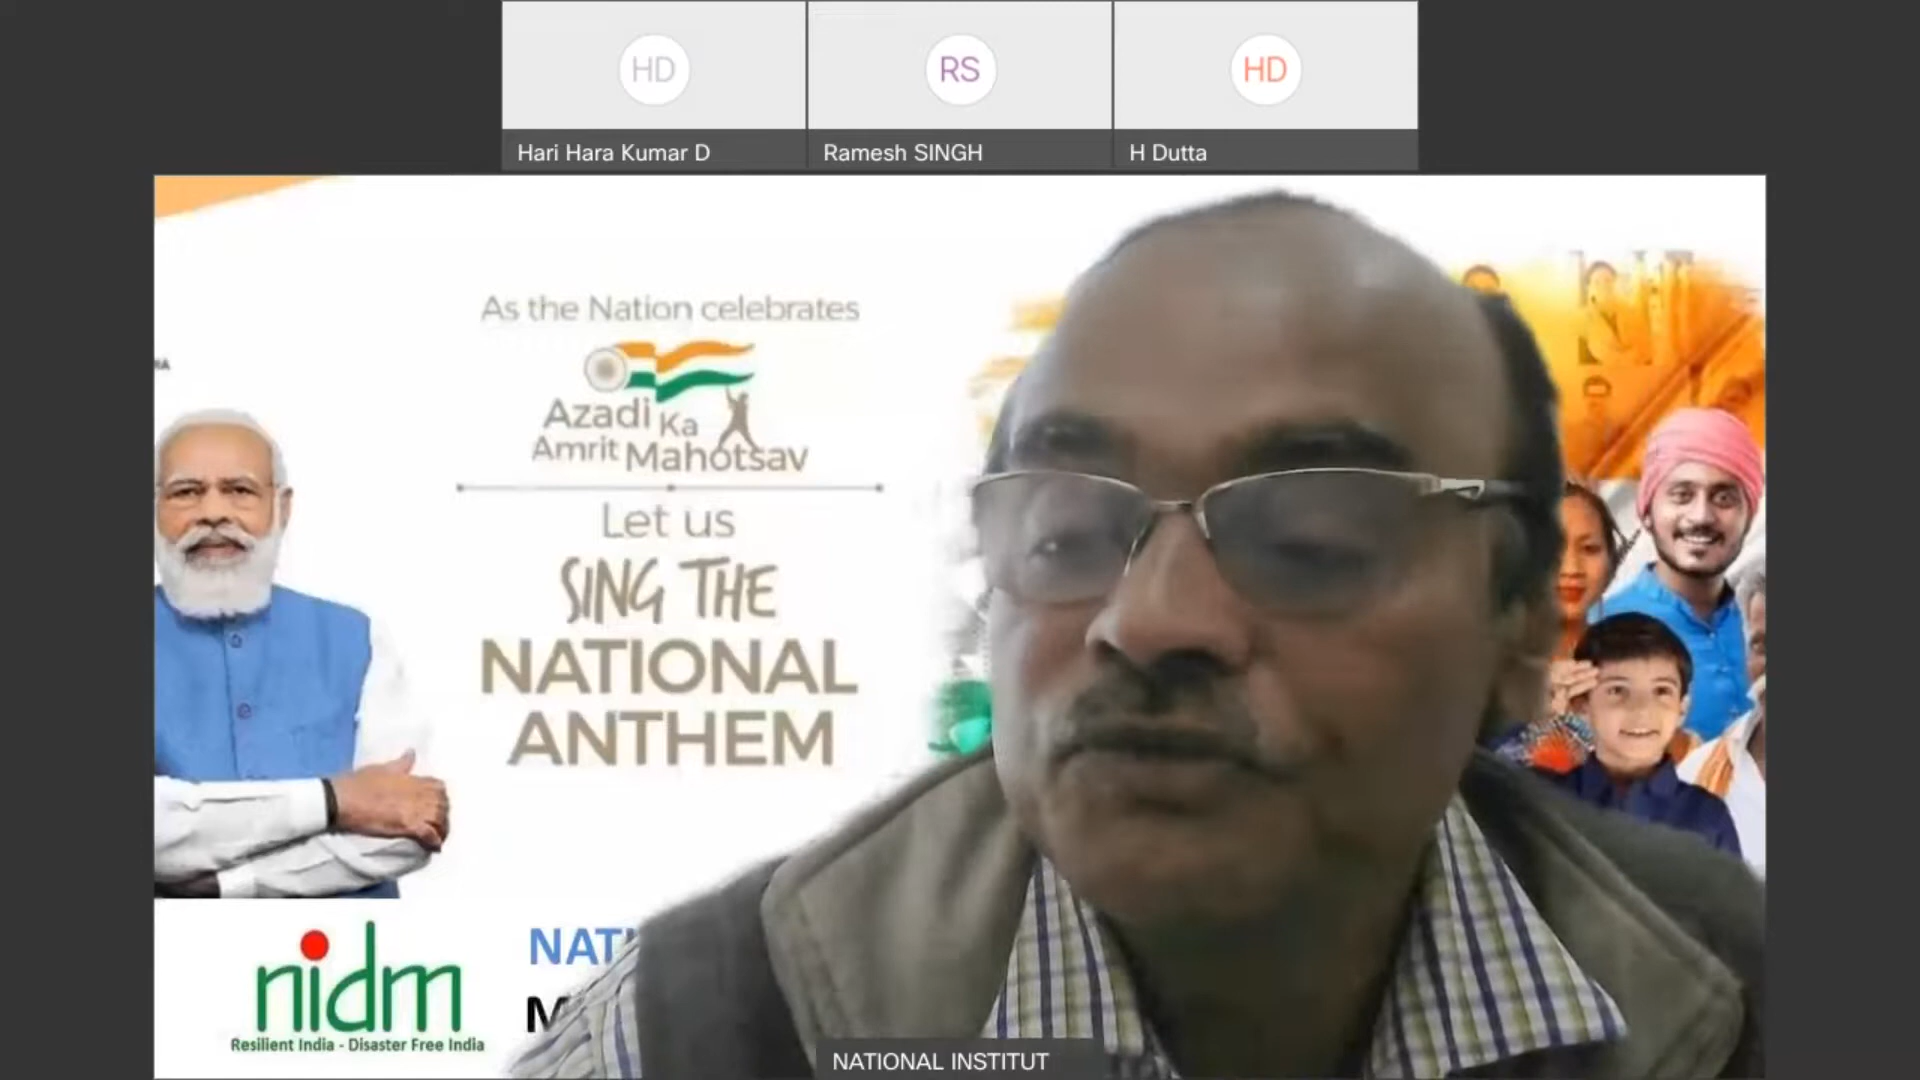 HD
RS
HD
Hari Hara Kumar D
Ramesh SINGH
H Dutta
As the Nation celebrates
Azadi Ka
Amrit Mahotsav
Let us
SING THE
NATIONAL
ANTHEM
nidm
Resilient India - Disaster Free India
NATIONAL INSTITUT